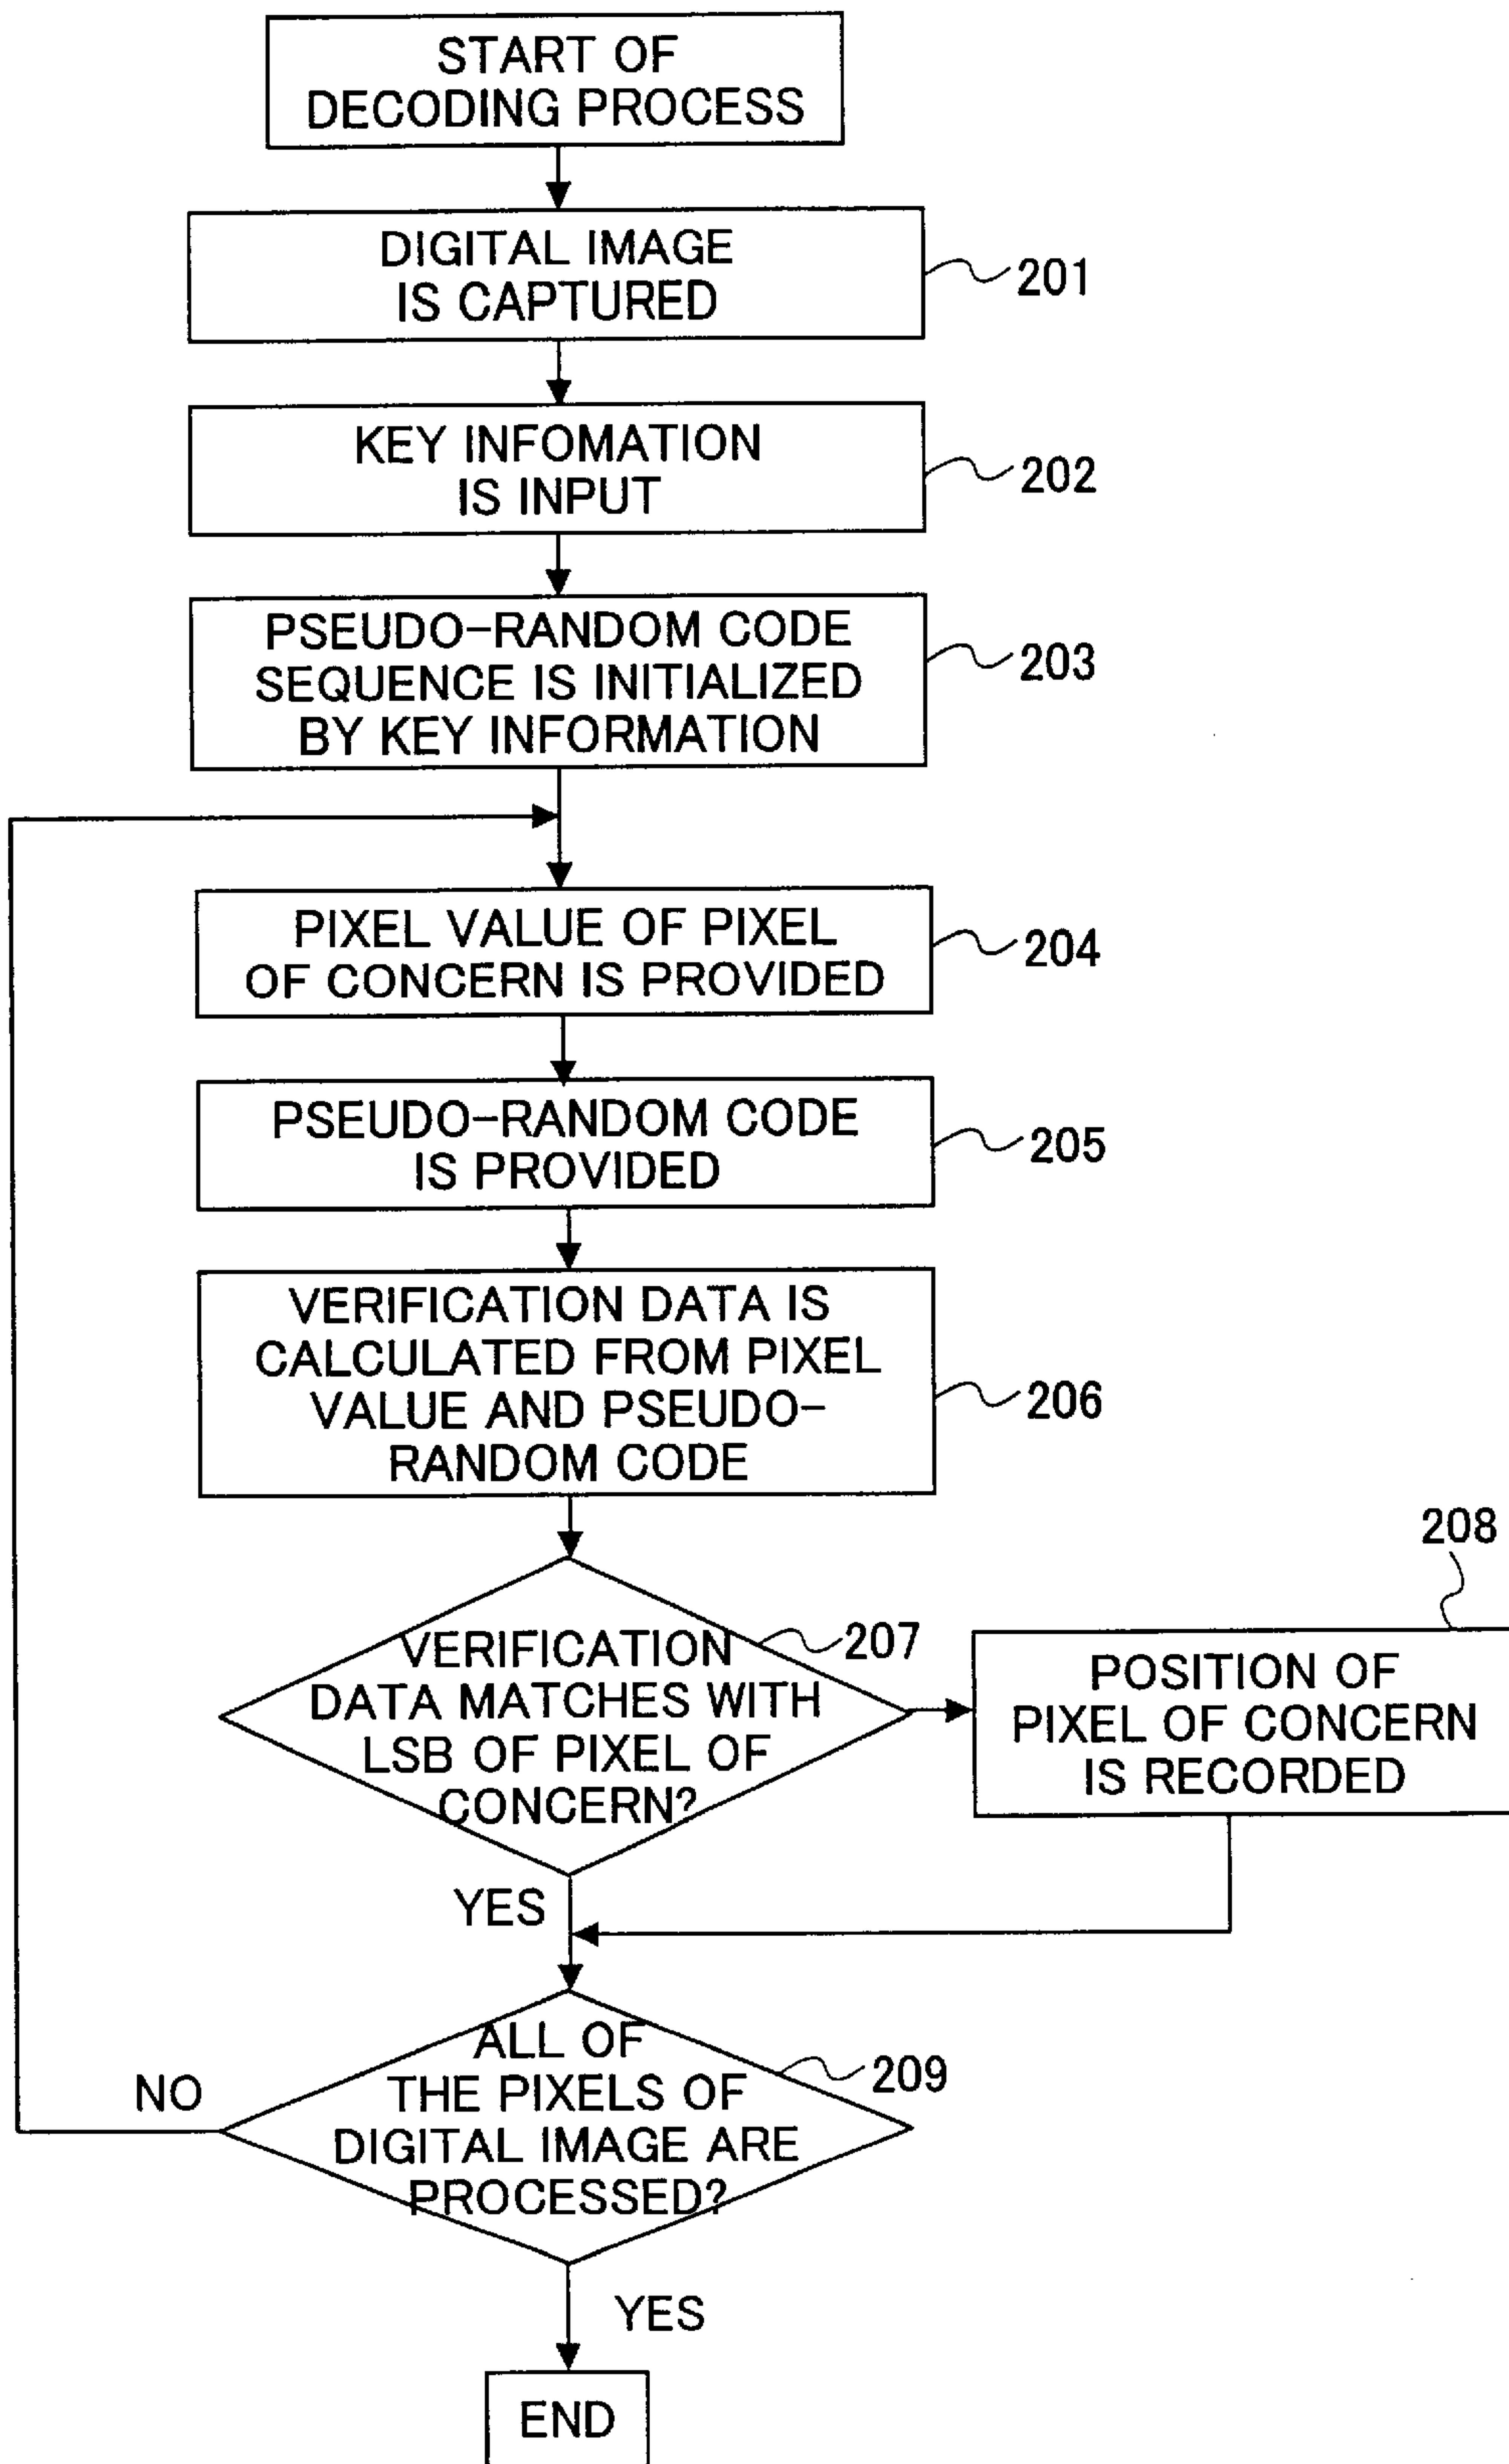 START OF
DECODING PROCESS
DIGITAL IMAGE
IS CAPTURED
201
KEY INFOMATION
IS INPUT
202
PSEUDO-RANDOM CODE
SEQUENCE IS INITIALIZED
BY KEY INFORMATION
203
PIXEL VALUE OF PIXEL
OF CONCERN IS PROVIDED
204
PSEUDO-RANDOM CODE
IS PROVIDED
205
VERIFICATION DATA IS
CALCULATED FROM PIXEL
VALUE AND PSEUDO-
RANDOM CODE
206
VERIFICATION
DATA MATCHES WITH
LSB OF PIXEL OF
CONCERN?
207
208
POSITION OF
PIXEL OF CONCERN
IS RECORDED
YES
ALL OF
THE PIXELS OF
DIGITAL IMAGE ARE
PROCESSED?
209
NO
YES
END